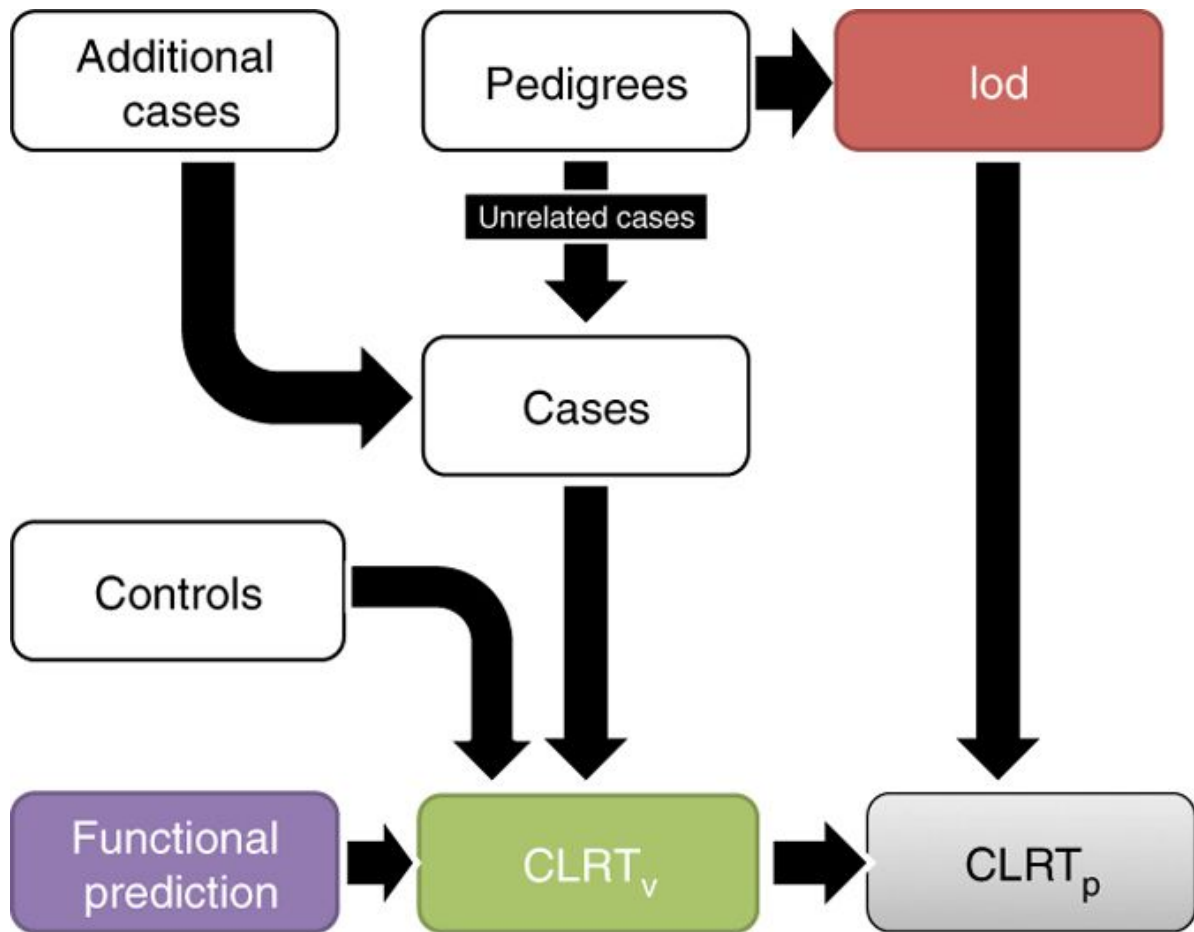 Additional
cases
Pedigrees
lod
Unrelated cases
Cases
Controls
Functional
prediction
CLRTv
CLRTp